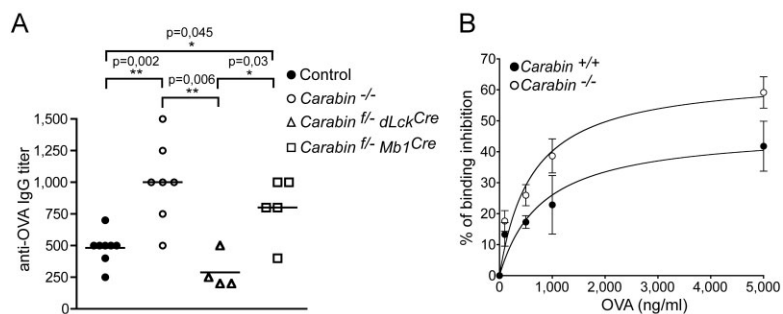 A
p=0,045
*
p=0,002
**
p=0,03
*
p=0,006
**
Control
Carabin -/-
Carabin f/- dLckCre
Carabin f/- Mb1Cre
anti-OVA IgG titer
1,500
1,250
1,000
750
500
250
0
B
Carabin +/+
Carabin -/-
% of binding inhibition
70
60
50
40
30
20
10
0
0 1,000 2,000 3,000 4,000 5,000
OVA (ng/ml)